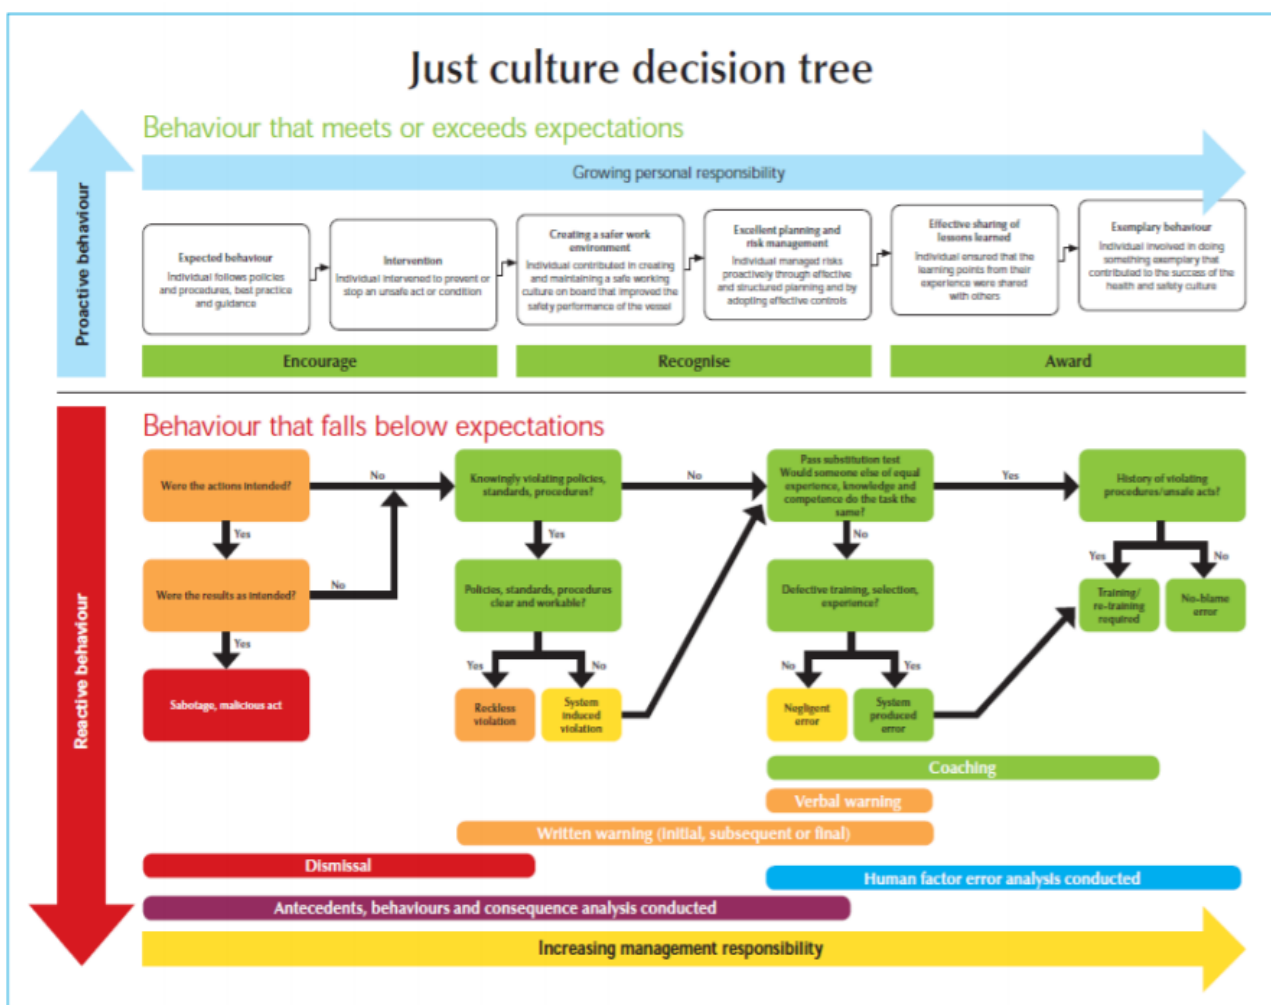 Just culture decision tree
Behaviour that meets or exceeds expectations
Growing personal responsibility
Proactive behaviour
Expected behaviour
Individual follows policies
and procedures, best practice
and guidance
Intervention
Individual intervened to prevent or
stop an unsafe act or condition
Creating a safer work
environment
Individual contributed in creating
and maintaining a safe working
culture on board that improved the
safety performance of the vessel
Excellent planning and
risk management
Individual managed risks
proactively through effective
and structured planning and by
adopting effective controls
Effective sharing of
lessons learned
Individual ensured that the
learning points from their
experience were shared
with others
Exemplary behaviour
Individual involved in doing
something exemplary that
contributed to the success of the
health and safety culture
Encourage
Recognise
Award
Behaviour that falls below expectations
Reactive behaviour
Were the actions intended?
No
Knowingly violating policies,
standards, procedures?
No
Pass substitution test
Would someone else of equal
experience, knowledge and
competence do the task the
same?
Yes
History of violating
procedures/unsafe acts?
Yes
Yes
No
Yes
No
Were the results as intended?
No
Policies, standards, procedures
clear and workable?
Defective training, selection,
experience?
Training/
re-training
required
No-blame
error
Yes
Yes
No
No
Yes
Sabotage, malicious act
Reckless
violation
System
induced
violation
Negligent
error
System
produced
error
Coaching
Verbal warning
Written warning (initial, subsequent or final)
Dismissal
Human factor error analysis conducted
Antecedents, behaviours and consequence analysis conducted
Increasing management responsibility